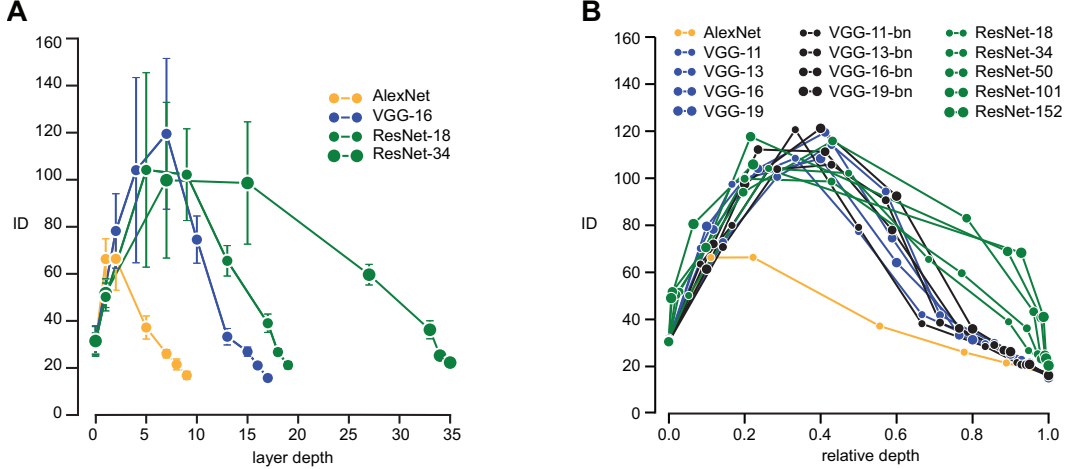 A
160
140
120
100
80
60
40
20
0
ID
0 5 10 15 20 25 30 35
layer depth
AlexNet
VGG-16
ResNet-18
ResNet-34
B
160
140
120
100
80
60
40
20
0
ID
0.0 0.2 0.4 0.6 0.8 1.0
relative depth
AlexNet
VGG-11
VGG-13
VGG-16
VGG-19
VGG-11-bn
VGG-13-bn
VGG-16-bn
VGG-19-bn
ResNet-18
ResNet-34
ResNet-50
ResNet-101
ResNet-152